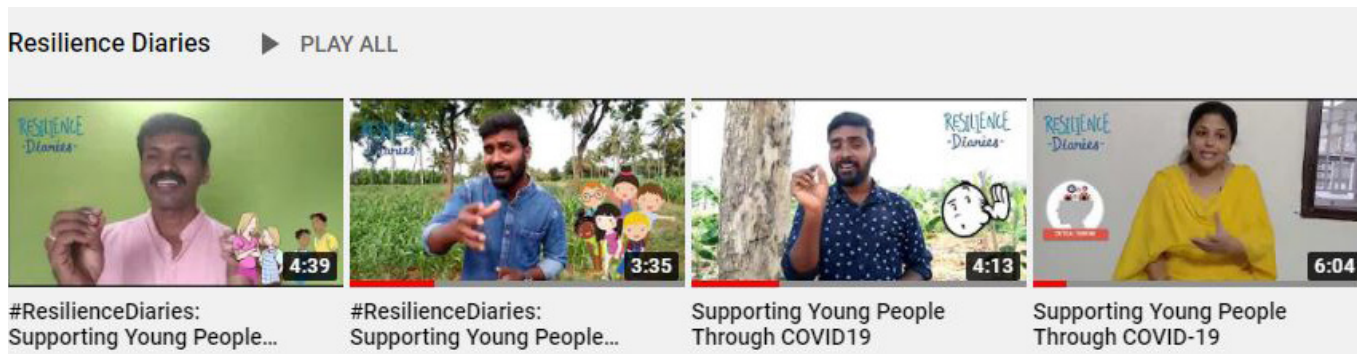 Resilience Diaries PLAY ALL
RESILIENCE
-Diaries-
4:39
RESILIENCE
Diaries-
3:35
RESILIENCE
-Diaries-
4:13
RESILIENCE
-Diaries-
6:04
#ResilienceDiaries:
Supporting Young People...
#ResilienceDiaries:
Supporting Young People...
Supporting Young People
Through COVID19
Supporting Young People
Through COVID-19